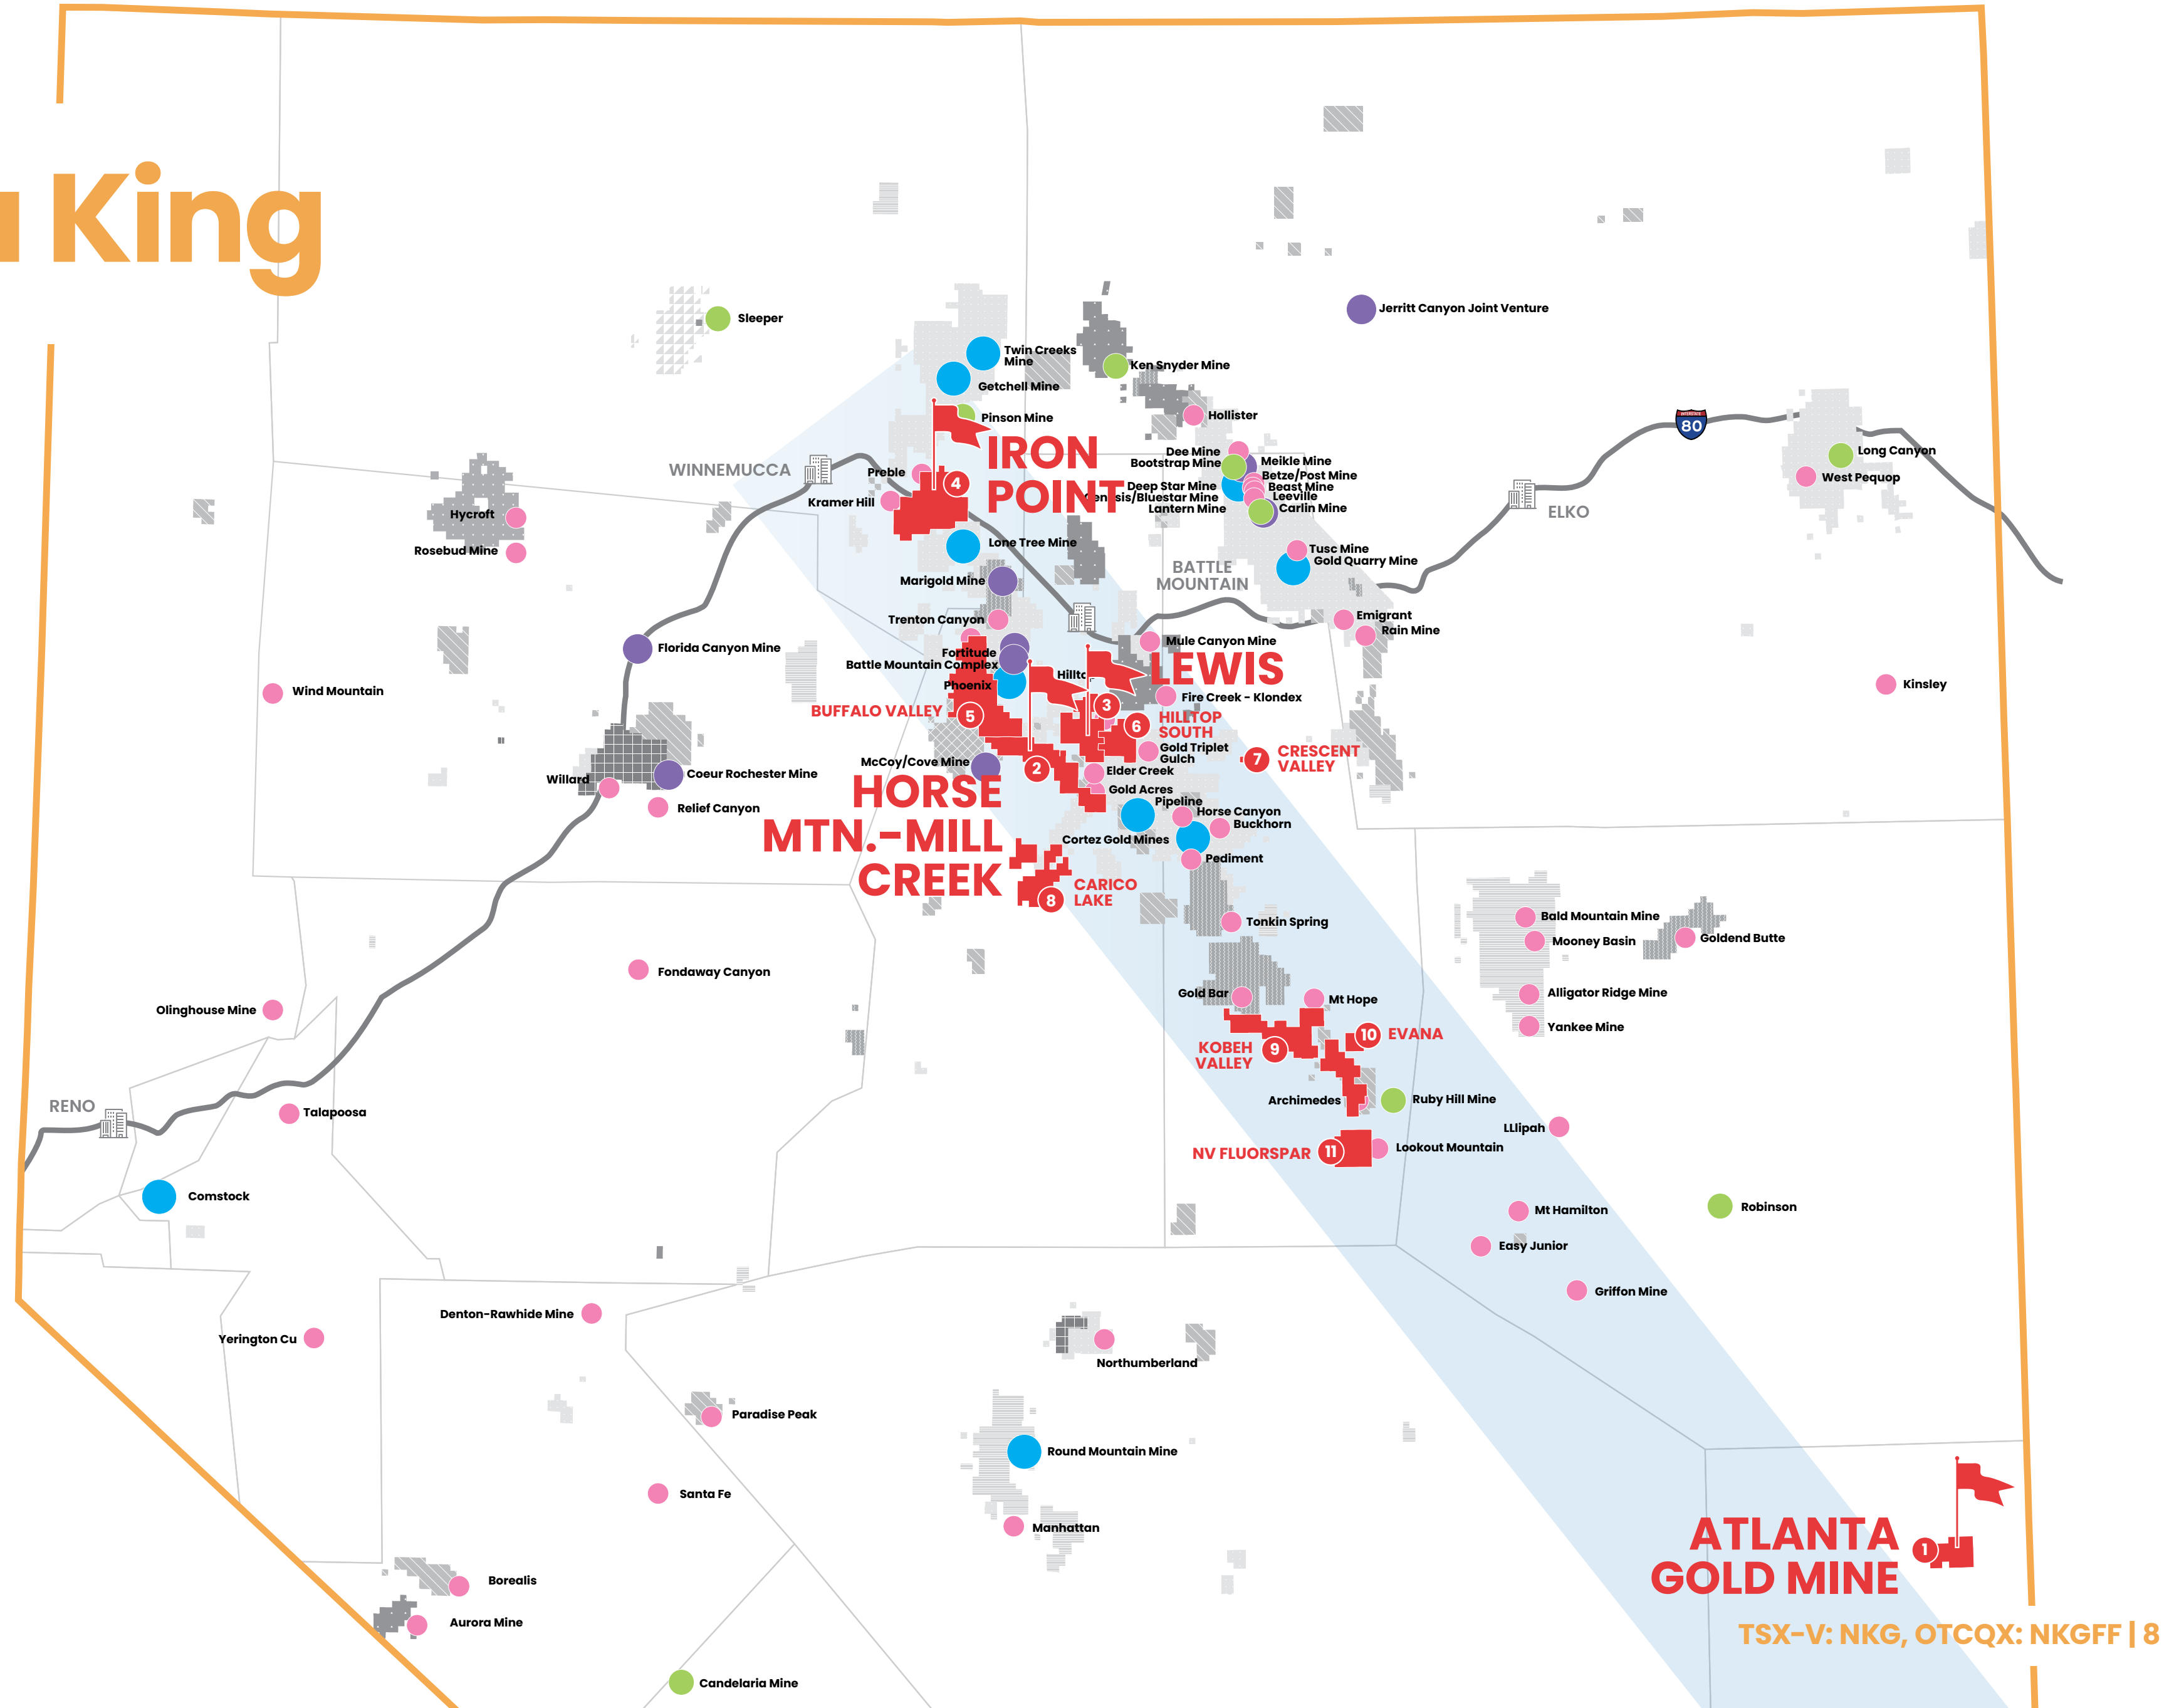 King
Sleeper
Jerritt Canyon Joint Venture
Twin Creeks
Mine
Getchell Mine
Ken Snyder Mine
Pinson Mine
Hollister
INTERSTATE
80
IRON
POINT
4
WINNEMUCCA
Preble
Kramer Hill
Dee Mine
Bootstrap Mine
Meikle Mine
Betze/Post Mine
Deep Star Mine
Beast Mine
Genesis/Bluestar Mine
Leeville
Lantern Mine
Carlin Mine
Long Canyon
West Pequop
ELKO
Hycroft
Rosebud Mine
Lone Tree Mine
Tusc Mine
Gold Quarry Mine
BATTLE
MOUNTAIN
Marigold Mine
Trenton Canyon
Emigrant
Rain Mine
Florida Canyon Mine
Mule Canyon Mine
Fortitude
Battle Mountain Complex
Phoenix
LEWIS
3
Fire Creek - Klondex
Wind Mountain
Kinsley
BUFFALO VALLEY
5
6
HILLTOP
SOUTH
Gold Triplet
Gulch
7
CRESCENT
VALLEY
McCoy/Cove Mine
2
Elder Creek
Coeur Rochester Mine
Willard
Relief Canyon
HORSE
MTN.-MILL
CREEK
Gold Acres
Pipeline
Horse Canyon
Buckhorn
Cortez Gold Mines
Pediment
8
CARICO
LAKE
Tonkin Spring
Bald Mountain Mine
Mooney Basin
Goldend Butte
Fondaway Canyon
Gold Bar
Mt Hope
Alligator Ridge Mine
Yankee Mine
Olinghouse Mine
KOBEH
VALLEY
9
10
EVANA
Archimedes
Ruby Hill Mine
RENO
Talapoosa
LLlipah
NV FLUORSPAR
11
Lookout Mountain
Comstock
Mt Hamilton
Robinson
Easy Junior
Griffon Mine
Denton-Rawhide Mine
Yerington Cu
Northumberland
Paradise Peak
Round Mountain Mine
Santa Fe
Manhattan
ATLANTA
GOLD MINE
1
Borealis
Aurora Mine
TSX-V: NKG, OTCQX: NKGFF | 8
Candelaria Mine